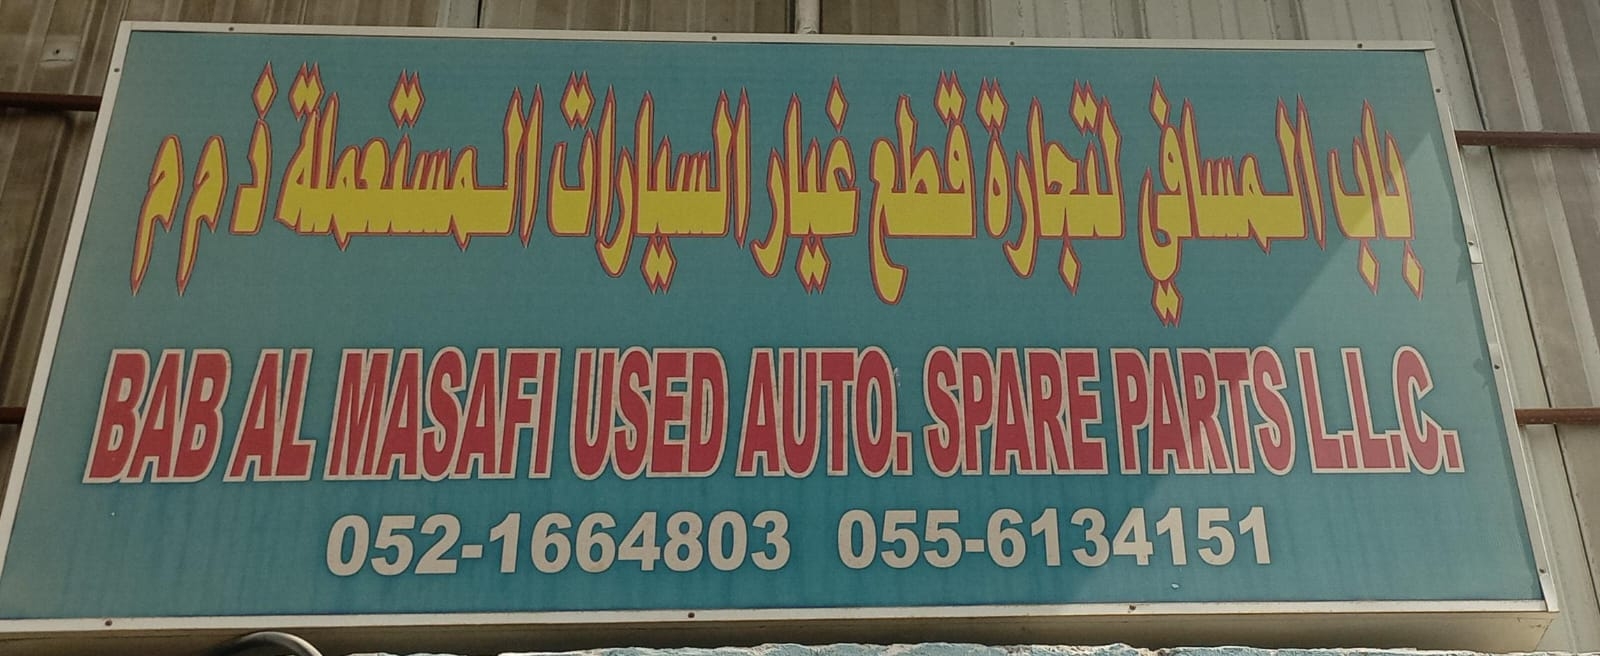 باب المسافي لتجارة قطع غيار السيارات المستعملة ذ م م
BAB AL MASAFI USED AUTO. SPARE PARTS L.L.C.
052-1664803 055-6134151